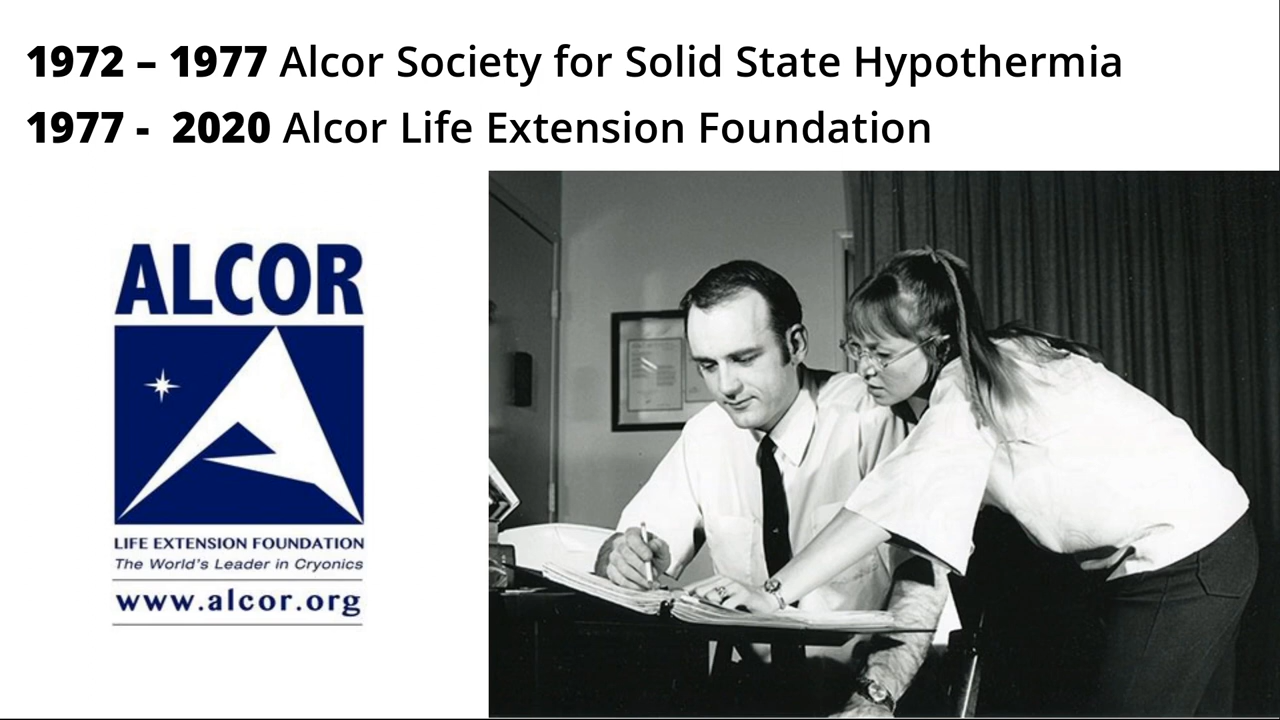 1972 – 1977 Alcor Society for Solid State Hypothermia
1977 - 2020 Alcor Life Extension Foundation
ALCOR
LIFE EXTENSION FOUNDATION
The World's Leader in Cryonics
www.alcor.org